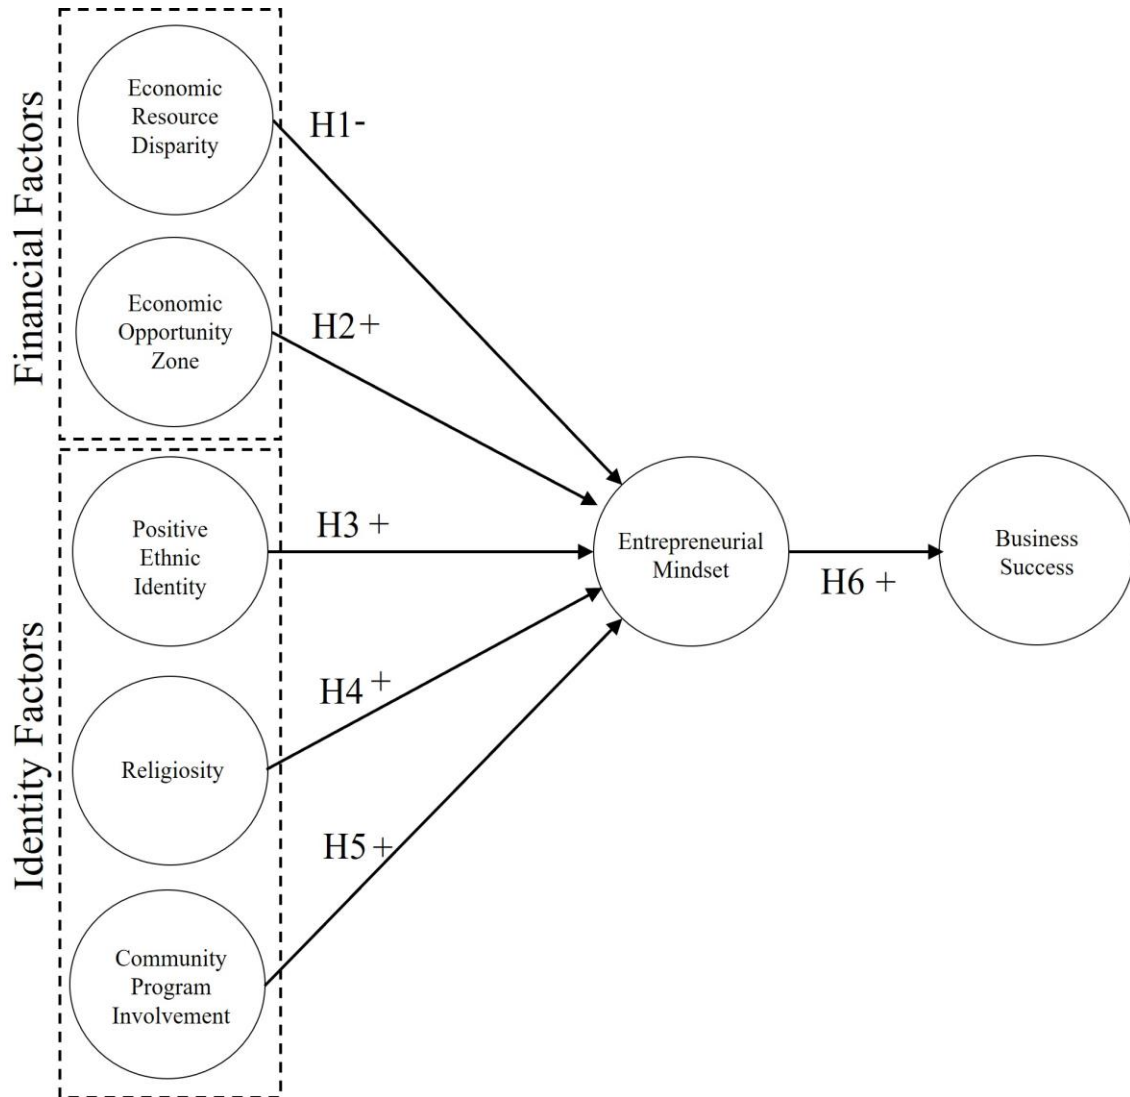 Financial Factors
Economic
Resource
Disparity
H1-
Economic
Opportunity
Zone
H2+
Identity Factors
Positive
Ethnic
Identity
H3 +
Religiosity
H4 +
Community
Program
Involvement
H5 +
Entrepreneurial
Mindset
H6 +
Business
Success